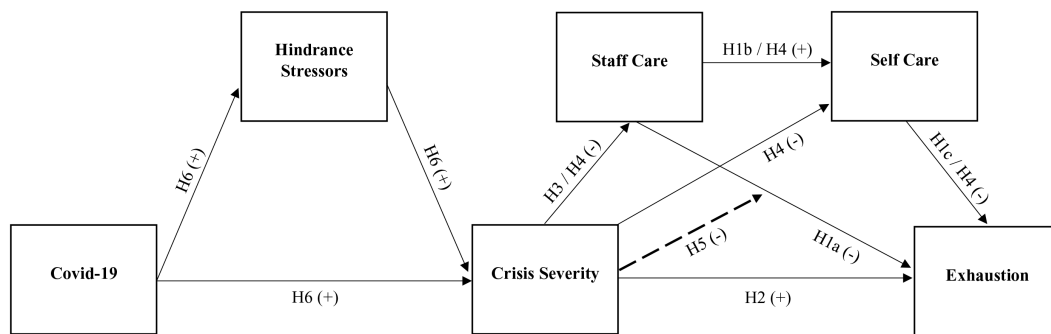 Hindrance
Stressors
Staff Care
H1b / H4 (+)
Self Care
H6 (+)
H6 (+)
H3 / H4 (-)
H4 (-)
H1c / H4 (-)
H5 (-)
H1a (-)
Covid-19
H6 (+)
Crisis Severity
H2 (+)
Exhaustion